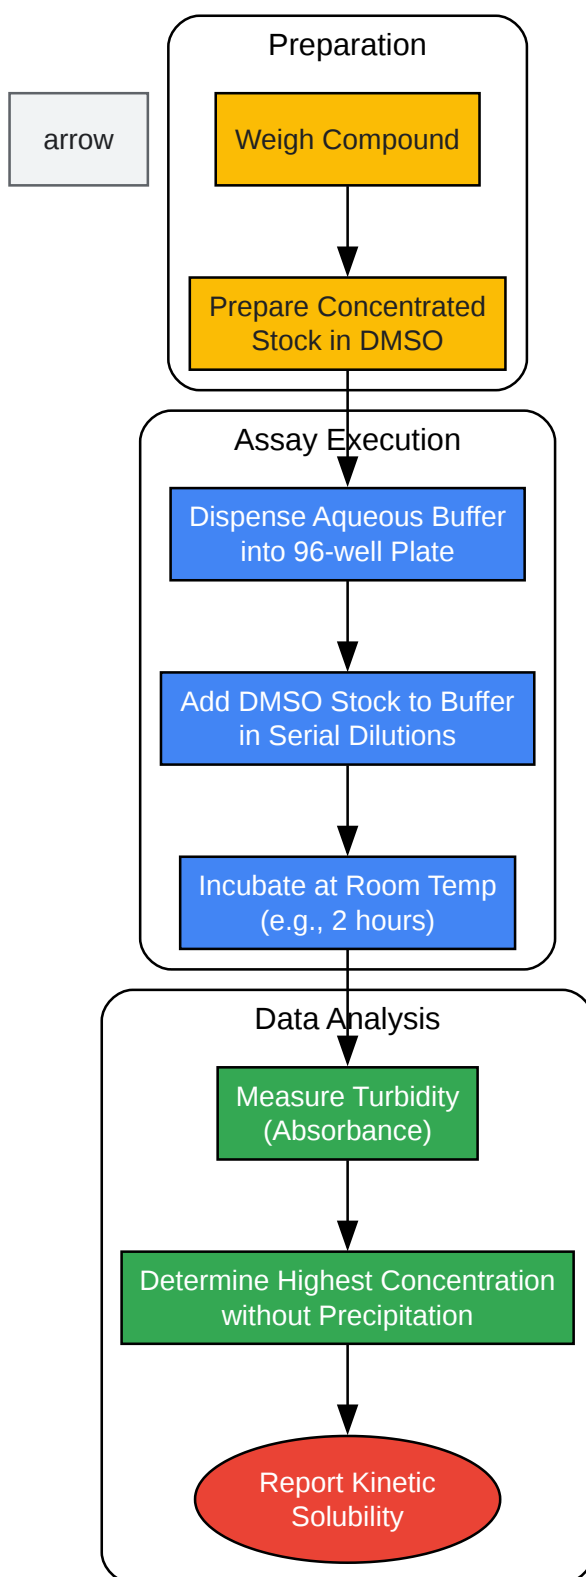 Preparation
arrow
Weigh Compound
Prepare Concentrated
Stock in DMSO
Assay Execution
Dispense Aqueous Buffer
into 96-well Plate
Add DMSO Stock to Buffer
in Serial Dilutions
Incubate at Room Temp
(e.g., 2 hours)
Data Analysis
Measure Turbidity
(Absorbance)
Determine Highest Concentration
without Precipitation
Report Kinetic
Solubility